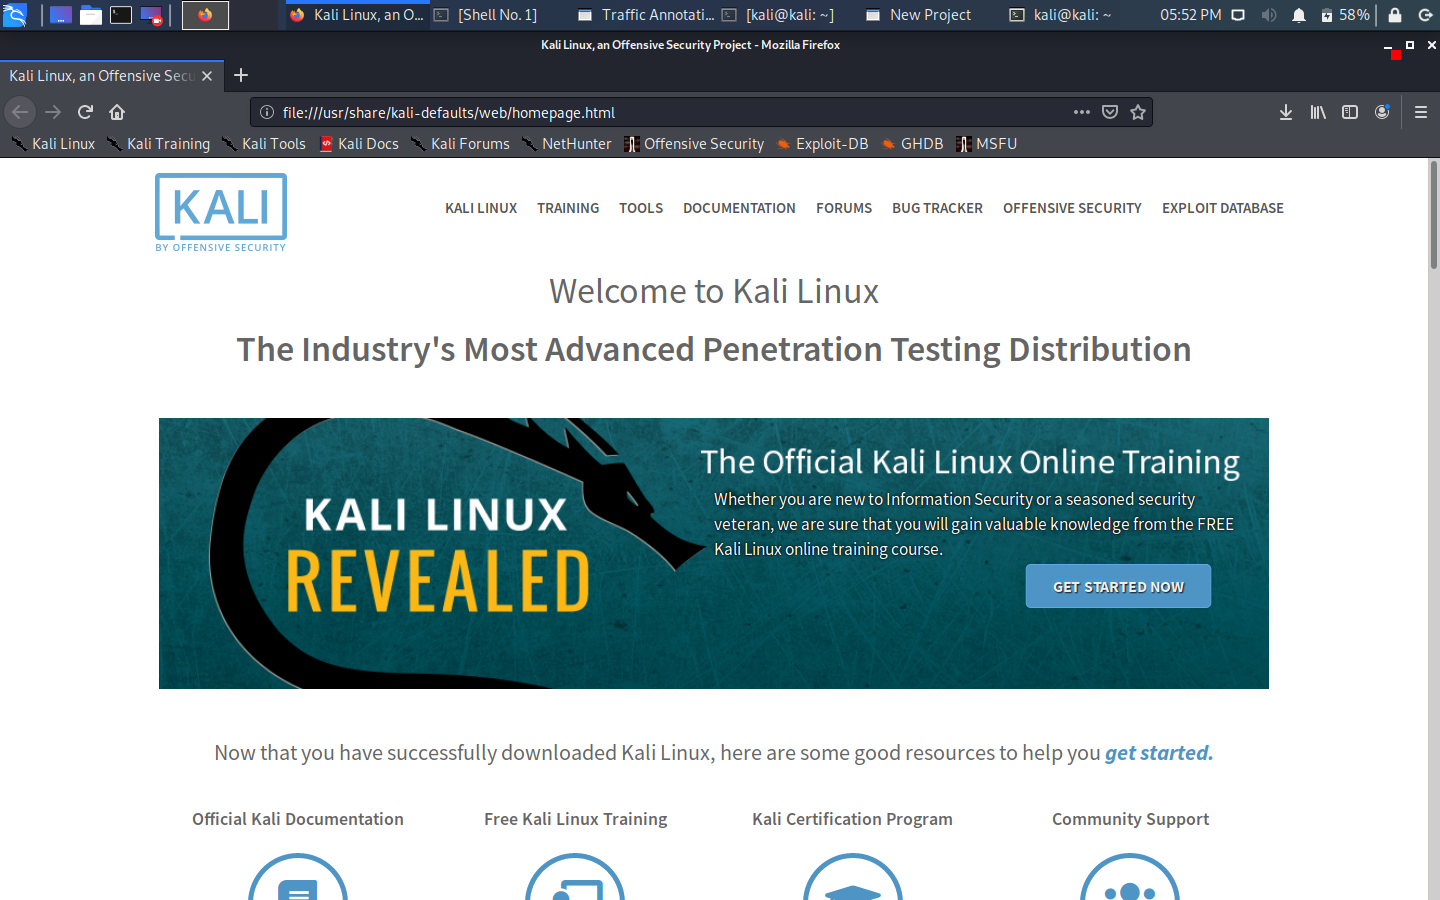 Kali Linux, an O...
[Shell No. 1]
Traffic Annotati...
[kali@kali: ~]
New Project
kali@kali: ~
05:52 PM
58%
Kali Linux, an Offensive Security Project - Mozilla Firefox
Kali Linux, an Offensive Secu
file:///usr/share/kali-defaults/web/homepage.html
Kali Linux Kali Training Kali Tools Kali Docs Kali Forums NetHunter Offensive Security Exploit-DB GHDB MSFU
KALI
BY OFFENSIVE SECURITY
KALI LINUX TRAINING TOOLS DOCUMENTATION FORUMS BUG TRACKER OFFENSIVE SECURITY EXPLOIT DATABASE
Welcome to Kali Linux
The Industry's Most Advanced Penetration Testing Distribution
KALI LINUX
REVEALED
The Official Kali Linux Online Training
Whether you are new to Information Security or a seasoned security
veteran, we are sure that you will gain valuable knowledge from the FREE
Kali Linux online training course.
GET STARTED NOW
Now that you have successfully downloaded Kali Linux, here are some good resources to help you get started.
Official Kali Documentation
Free Kali Linux Training
Kali Certification Program
Community Support